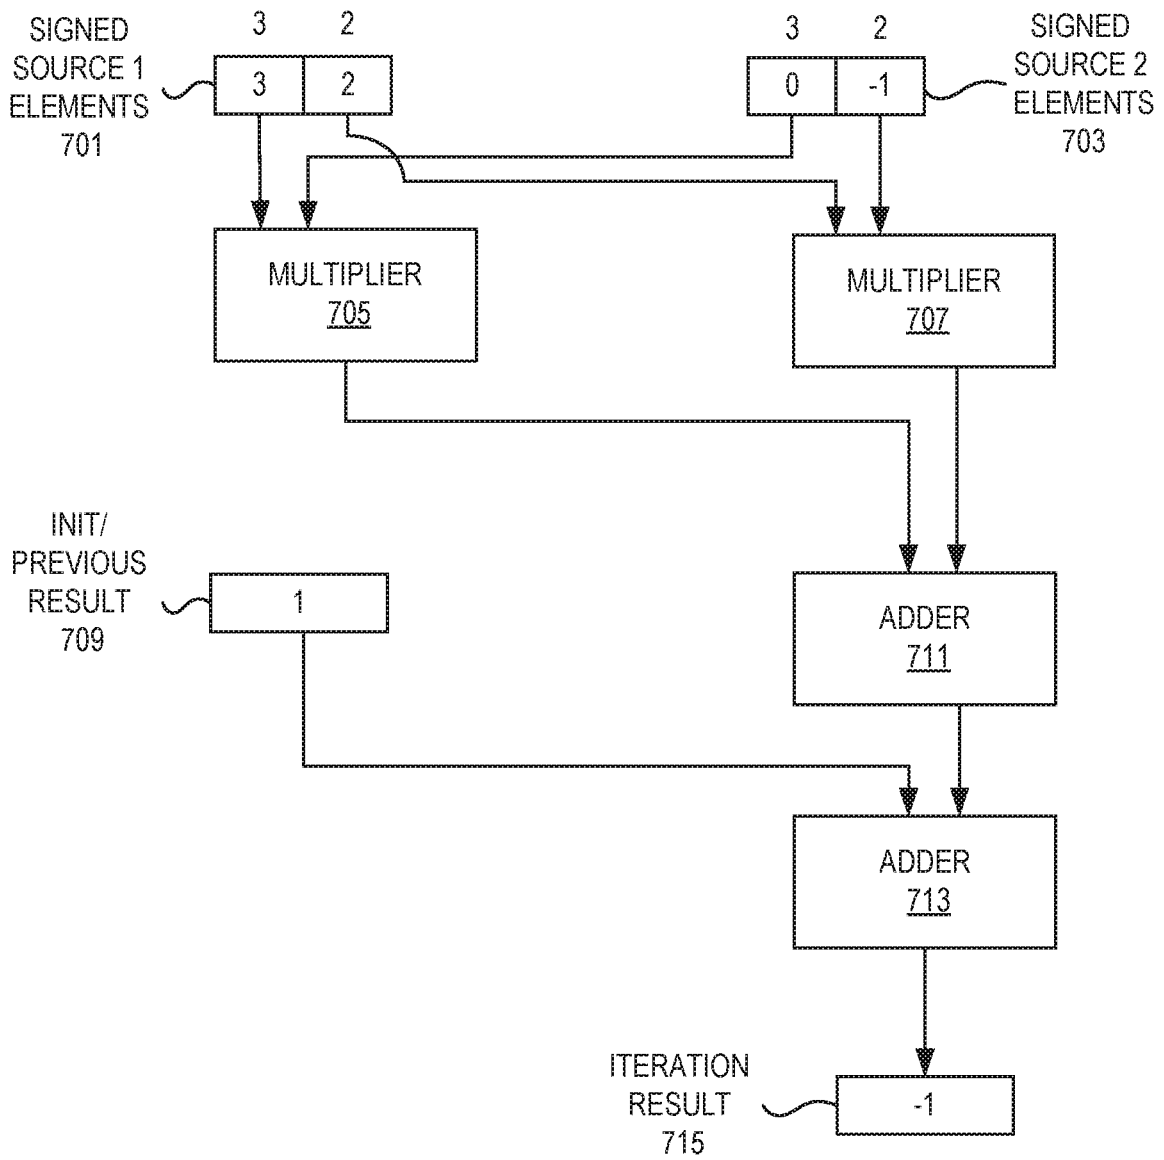 SIGNED
SOURCE 1
ELEMENTS
701
3 2
3 2
3 2
0 -1
SIGNED
SOURCE 2
ELEMENTS
703
MULTIPLIER
705
MULTIPLIER
707
INIT/
PREVIOUS
RESULT
709
1
ADDER
711
ADDER
713
ITERATION
RESULT
715
-1